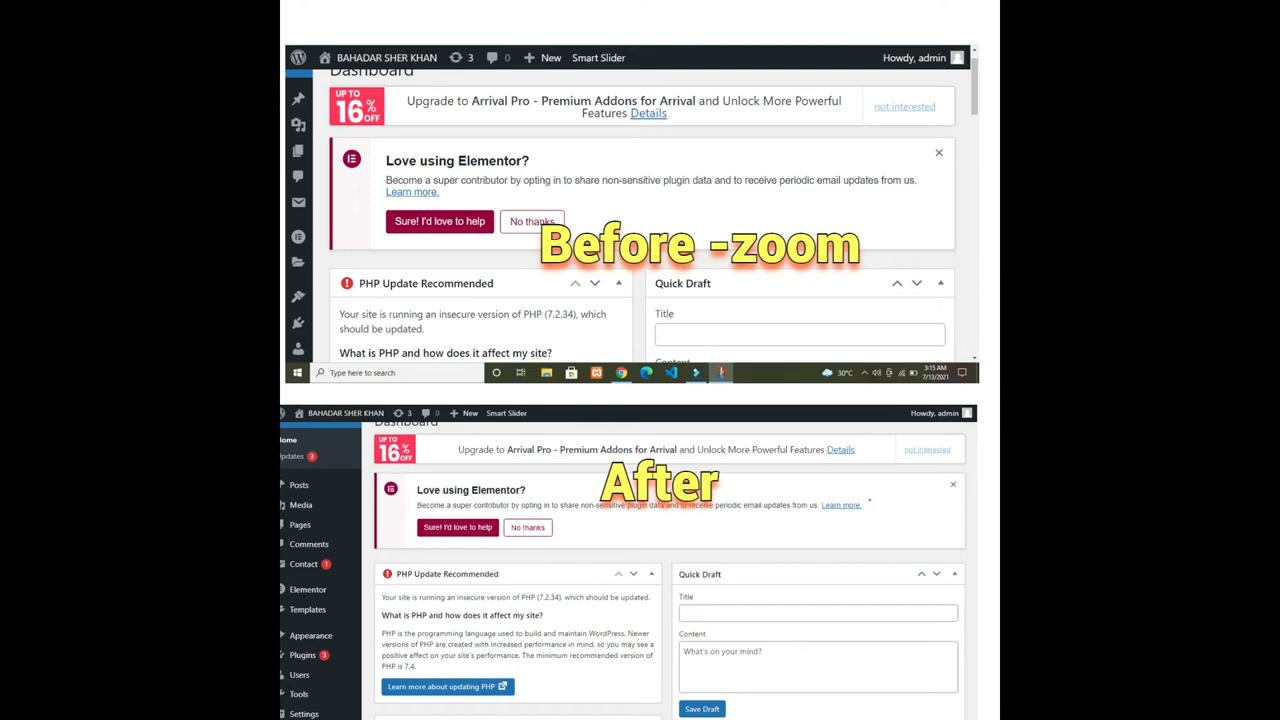 BAHADAR SHER KHAN 3 0 New Smart Slider Howdy, admin
Dashboard
UP TO
16%
OFF
Upgrade to Arrival Pro - Premium Addons for Arrival and Unlock More Powerful
Features Details
not interested
Love using Elementor?
Become a super contributor by opting in to share non-sensitive plugin data and to receive periodic email updates from us.
Learn more.
Sure! I'd love to help No thanks
Before -zoom
PHP Update Recommended
Your site is running an insecure version of PHP (7.2.34), which
should be updated.
What is PHP and how does it affect my site?
Quick Draft
Title
Content
Type here to search 30°C 3:15 AM
7/13/2021
BAHADAR SHER KHAN 3 0 New Smart Slider Howdy, admin
Dashboard
Home
Updates 3
Posts
Media
Pages
Comments
Contact 1
Elementor
Templates
Appearance
Plugins 3
Users
Tools
Settings
UP TO
16%
OFF
Upgrade to Arrival Pro - Premium Addons for Arrival and Unlock More Powerful Features Details
not interested
After
Love using Elementor?
Become a super contributor by opting in to share non-sensitive plugin data and to receive periodic email updates from us. Learn more.
Sure! I'd love to help No thanks
PHP Update Recommended
Your site is running an insecure version of PHP (7.2.34), which should be updated.
What is PHP and how does it affect my site?
PHP is the programming language used to build and maintain WordPress. Newer
versions of PHP are created with increased performance in mind, so you may see a
positive effect on your site's performance. The minimum recommended version of
PHP is 7.4.
Learn more about updating PHP
Quick Draft
Title
Content
What's on your mind?
Save Draft